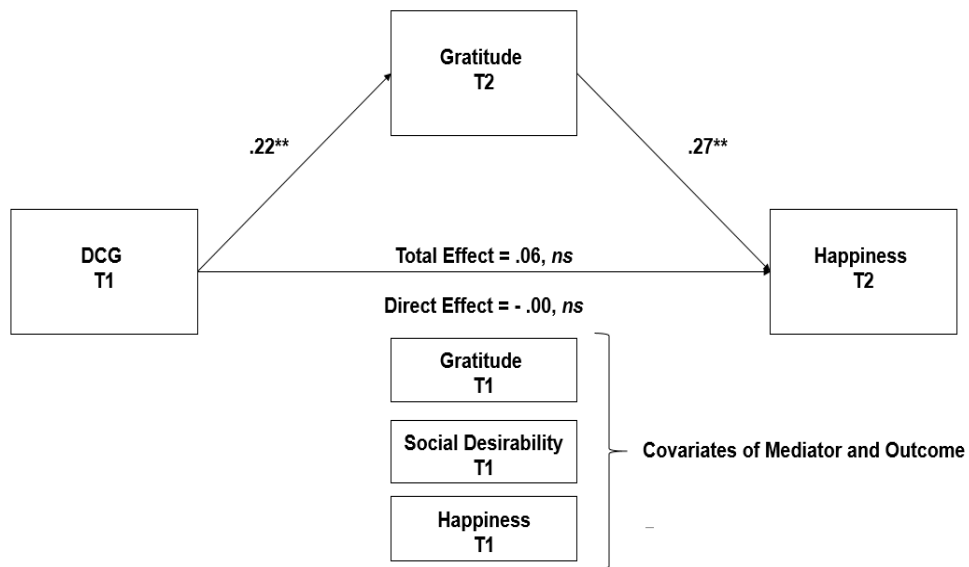 Gratitude
T2
.22**
.27**
DCG
T1
Total Effect = .06, ns
Happiness
T2
Direct Effect = - .00, ns
Gratitude
T1
Social Desirability
T1
Covariates of Mediator and Outcome
Happiness
T1